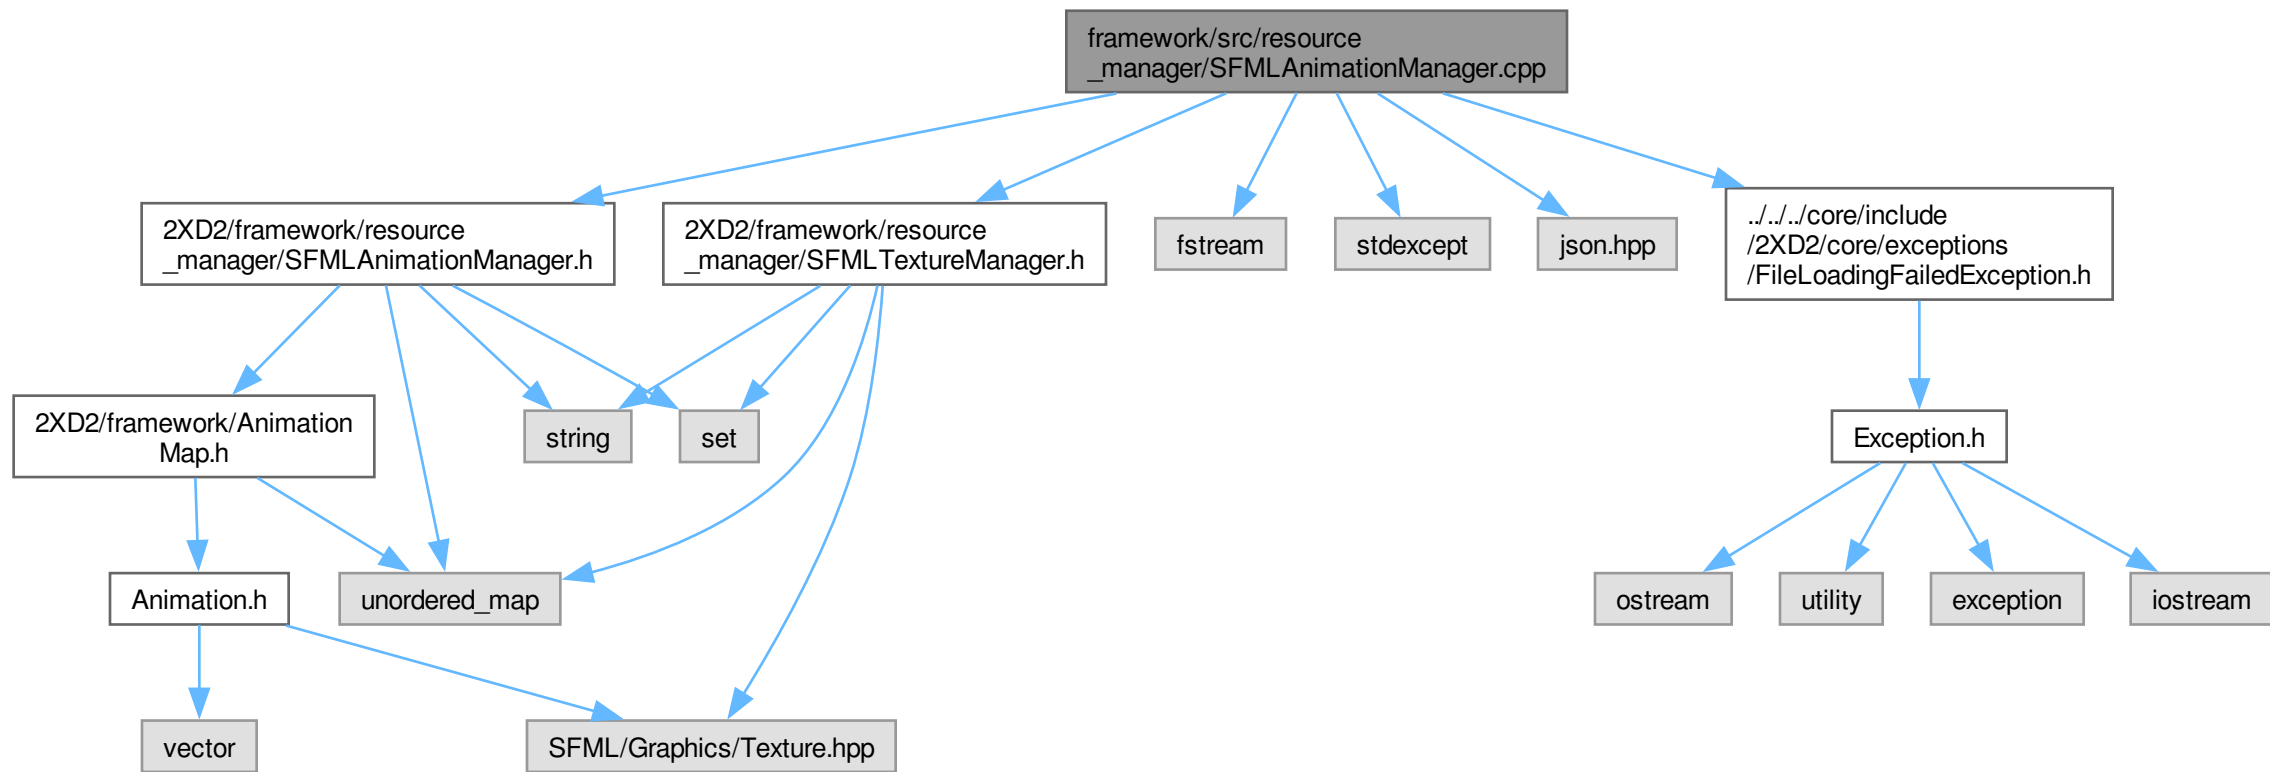 framework/src/resource
_manager/SFMLAnimationManager.cpp
2XD2/framework/resource
_manager/SFMLAnimationManager.h
2XD2/framework/resource
_manager/SFMLTextureManager.h
fstream
stdexcept
json.hpp
../../../core/include
/2XD2/core/exceptions
/FileLoadingFailedException.h
2XD2/framework/Animation
Map.h
string
set
Exception.h
Animation.h
unordered_map
ostream
utility
exception
iostream
vector
SFML/Graphics/Texture.hpp